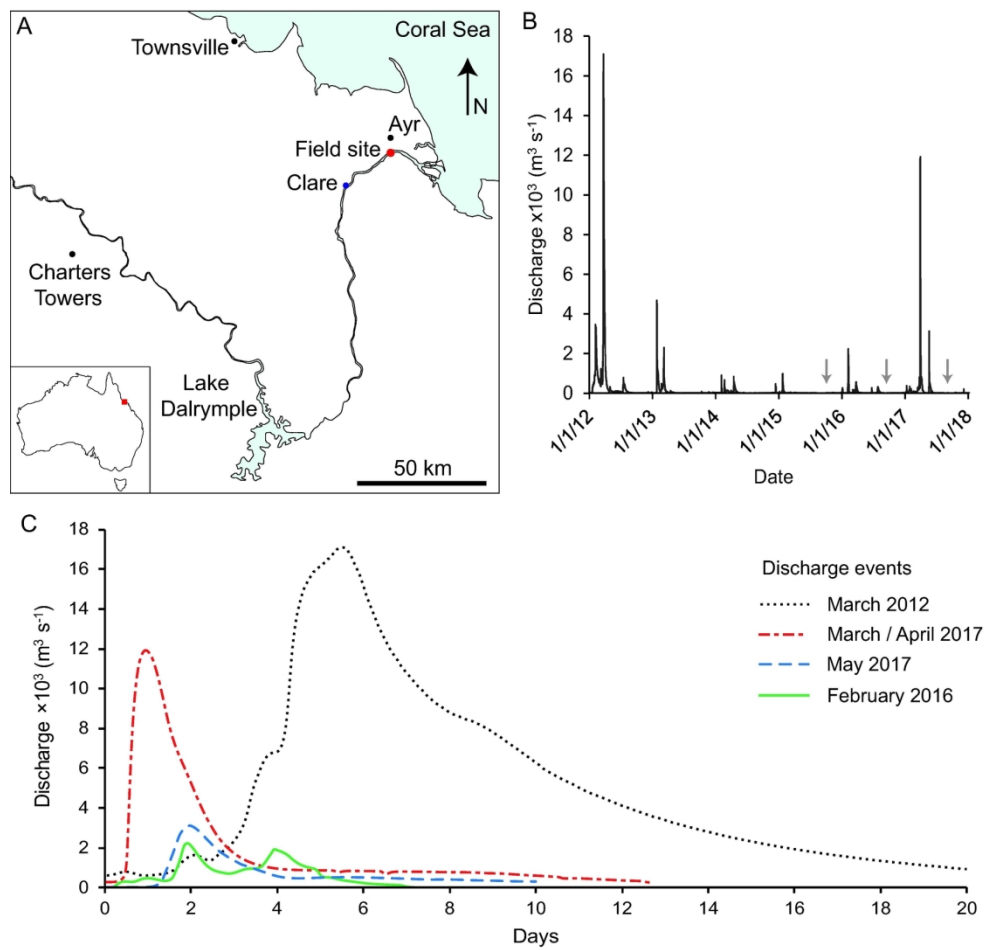 A
Townsville
Coral Sea
N
Ayr
Field site
Clare
Charters
Towers
Lake
Dalrymple
50 km
B
Discharge x10³ (m³ s⁻¹)
18
16
14
12
10
8
6
4
2
0
1/1/12
1/1/13
1/1/14
1/1/15
1/1/16
1/1/17
1/1/18
Date
C
Discharge ×10³ (m³ s⁻¹)
18
16
14
12
10
8
6
4
2
0
0 2 4 6 8 10 12 14 16 18 20
Days
Discharge events
March 2012
March / April 2017
May 2017
February 2016